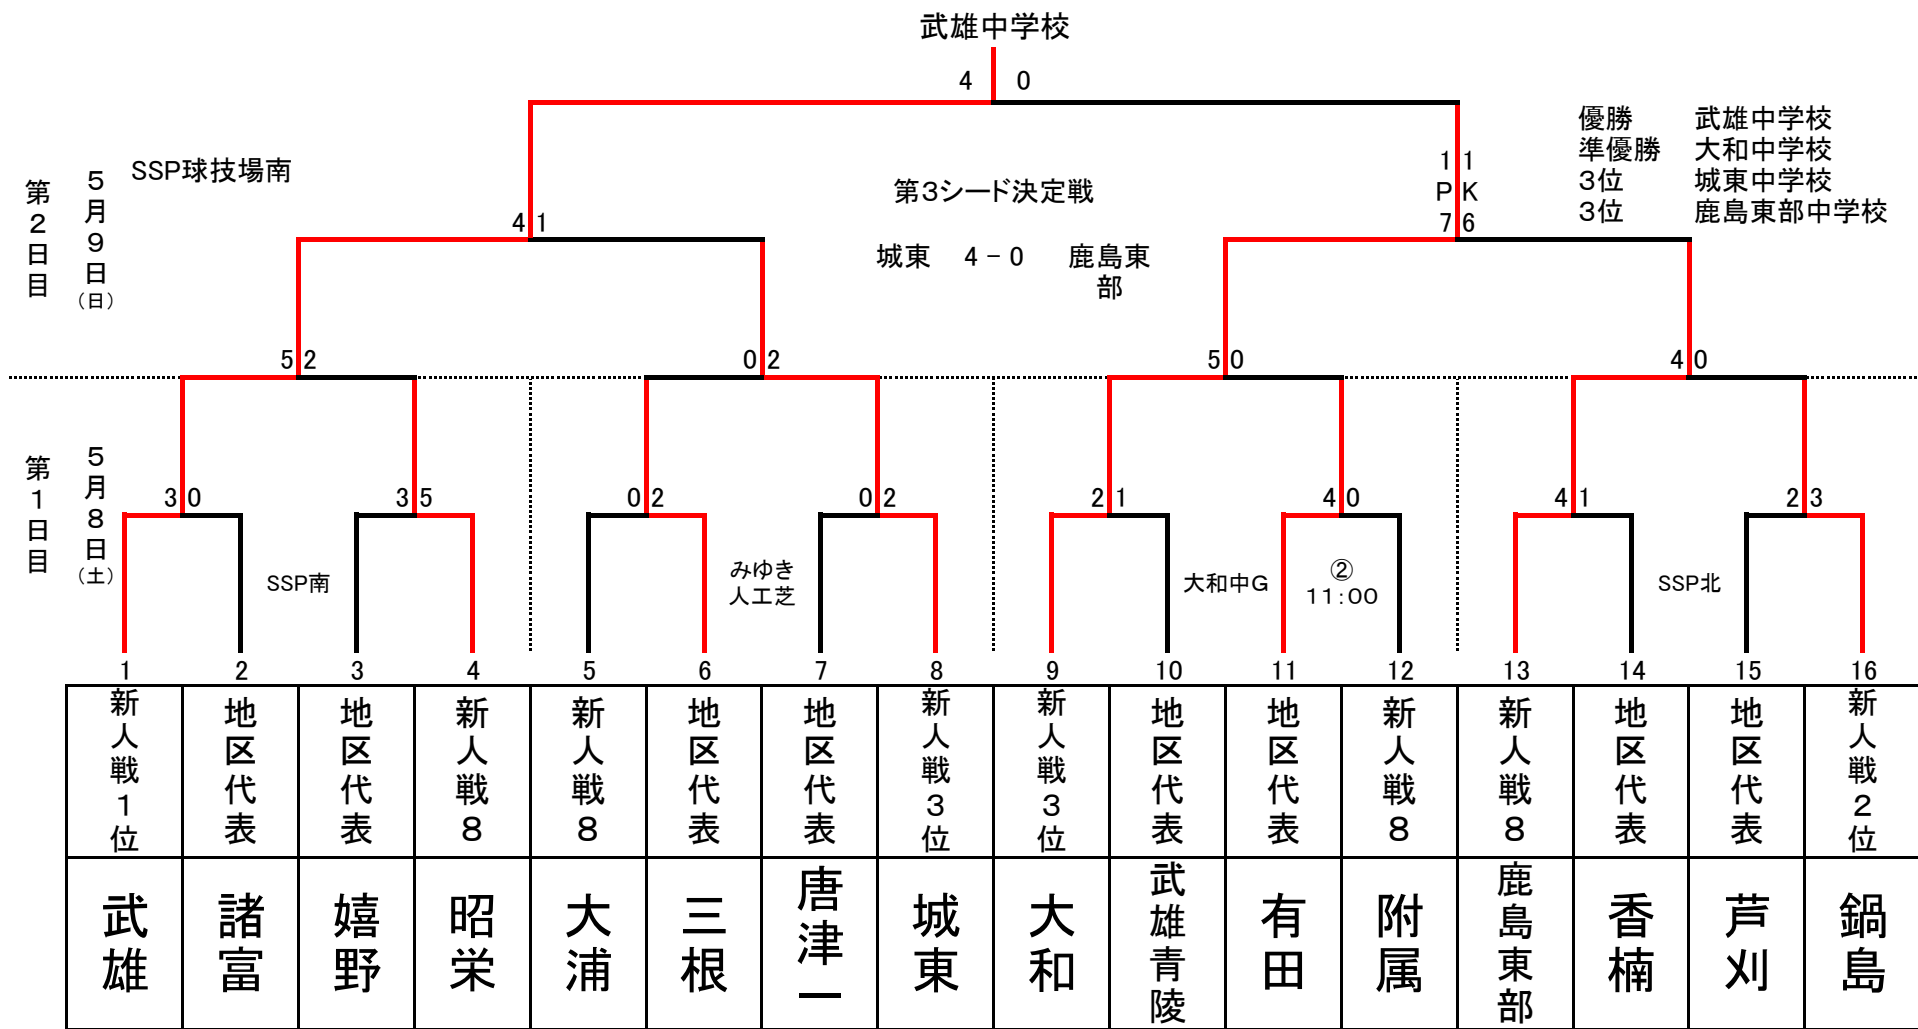 武雄中学校
4 0
優勝 武雄中学校
準優勝 大和中学校
3位 城東中学校
3位 鹿島東部中学校
第2日目
5月9日(日)
SSP球技場南
第3シード決定戦
城東 4-0 鹿島東部
4 1
1 1
P K
7 6
5 2
0 2
5 0
4 0
第1日目
5月8日(土)
3 0
3 5
0 2
0 2
2 1
4 0
4 1
2 3
SSP南
みゆき
人工芝
大和中G
②
11:00
SSP北
1 2 3 4 5 6 7 8 9 10 11 12 13 14 15 16
新人戦1位 地区代表 地区代表 新人戦8 新人戦8 地区代表 地区代表 新人戦3位 新人戦3位 地区代表 地区代表 新人戦8 新人戦8 地区代表 地区代表 新人戦2位
武雄 諸富 嬉野 昭栄 大浦 三根 唐津一 城東 大和 武雄青陵 有田 附属 鹿島東部 香楠 芦刈 鍋島